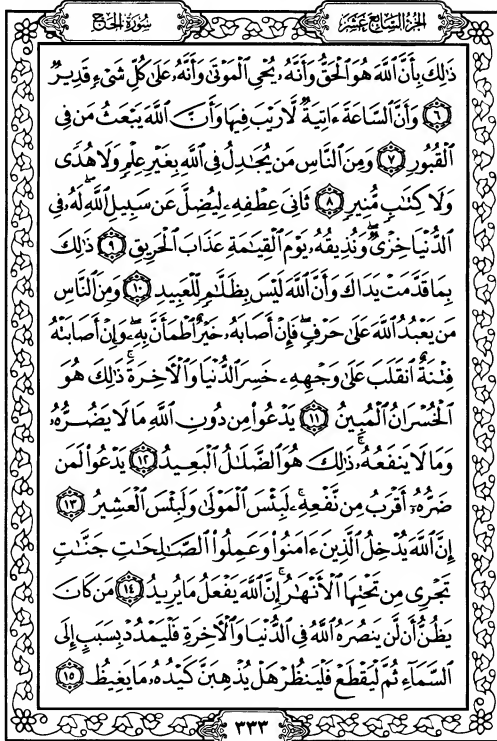 الجزء السابع عشر
سورة الحج
ذَٰلِكَ بِأَنَّ ٱللَّهَ هُوَ ٱلْحَقُّ وَأَنَّهُۥ يُحْيِ ٱلْمَوْتَىٰ وَأَنَّهُۥ عَلَىٰ كُلِّ شَىْءٍ قَدِيرٌ
٦ وَأَنَّ ٱلسَّاعَةَ ءَاتِيَةٌ لَّا رَيْبَ فِيهَا وَأَنَّ ٱللَّهَ يَبْعَثُ مَن فِى
ٱلْقُبُورِ ٧ وَمِنَ ٱلنَّاسِ مَن يُجَٰدِلُ فِى ٱللَّهِ بِغَيْرِ عِلْمٍ وَلَا هُدًى
وَلَا كِتَٰبٍ مُّنِيرٍ ٨ ثَانِىَ عِطْفِهِۦ لِيُضِلَّ عَن سَبِيلِ ٱللَّهِ ۖ لَهُۥ فِى
ٱلدُّنْيَا خِزْىٌ ۖ وَنُذِيقُهُۥ يَوْمَ ٱلْقِيَٰمَةِ عَذَابَ ٱلْحَرِيقِ ٩ ذَٰلِكَ
بِمَا قَدَّمَتْ يَدَاكَ وَأَنَّ ٱللَّهَ لَيْسَ بِظَلَّٰمٍ لِّلْعَبِيدِ ١٠ وَمِنَ ٱلنَّاسِ
مَن يَعْبُدُ ٱللَّهَ عَلَىٰ حَرْفٍ ۖ فَإِنْ أَصَابَهُۥ خَيْرٌ ٱطْمَأَنَّ بِهِۦ ۖ وَإِنْ أَصَابَتْهُ
فِتْنَةٌ ٱنقَلَبَ عَلَىٰ وَجْهِهِۦ خَسِرَ ٱلدُّنْيَا وَٱلْءَاخِرَةَ ۚ ذَٰلِكَ هُوَ
ٱلْخُسْرَانُ ٱلْمُبِينُ ١١ يَدْعُوا۟ مِن دُونِ ٱللَّهِ مَا لَا يَضُرُّهُۥ
وَمَا لَا يَنفَعُهُۥ ۚ ذَٰلِكَ هُوَ ٱلضَّلَٰلُ ٱلْبَعِيدُ ١٢ يَدْعُوا۟ لَمَن
ضَرُّهُۥٓ أَقْرَبُ مِن نَّفْعِهِۦ ۚ لَبِئْسَ ٱلْمَوْلَىٰ وَلَبِئْسَ ٱلْعَشِيرُ ١٣
إِنَّ ٱللَّهَ يُدْخِلُ ٱلَّذِينَ ءَامَنُوا۟ وَعَمِلُوا۟ ٱلصَّٰلِحَٰتِ جَنَّٰتٍ
تَجْرِى مِن تَحْتِهَا ٱلْأَنْهَٰرُ ۚ إِنَّ ٱللَّهَ يَفْعَلُ مَا يُرِيدُ ١٤ مَن كَانَ
يَظُنُّ أَن لَّن يَنصُرَهُ ٱللَّهُ فِى ٱلدُّنْيَا وَٱلْءَاخِرَةِ فَلْيَمْدُدْ بِسَبَبٍ إِلَى
ٱلسَّمَآءِ ثُمَّ لْيَقْطَعْ فَلْيَنظُرْ هَلْ يُذْهِبَنَّ كَيْدُهُۥ مَا يَغِيظُ ١٥
٣٣٣